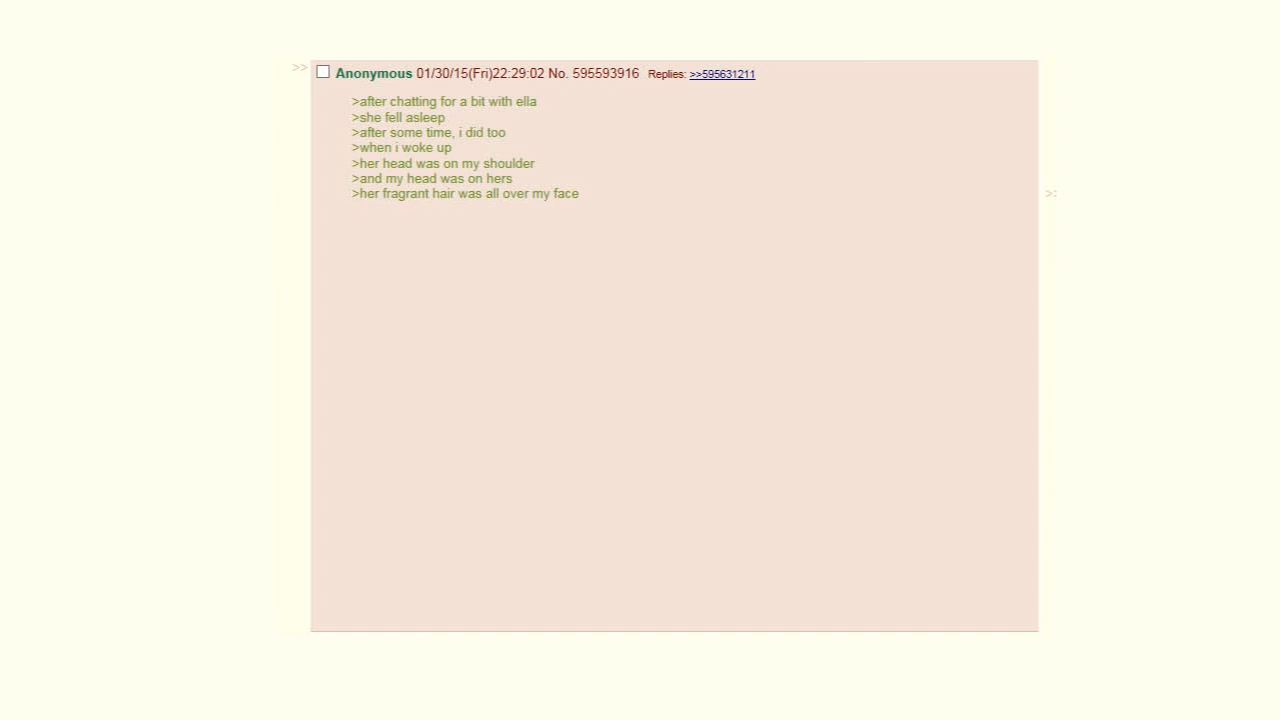 >> Anonymous 01/30/15(Fri)22:29:02 No. 595593916 Replies: >>595631211
>after chatting for a bit with ella
>she fell asleep
>after some time, i did too
>when i woke up
>her head was on my shoulder
>and my head was on hers
>her fragrant hair was all over my face
>: